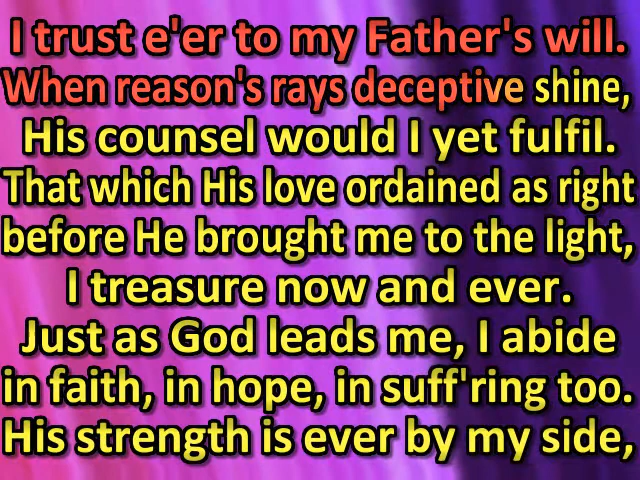 I trust e'er to my Father's will.
When reason's rays deceptive shine,
His counsel would I yet fulfil.
That which His love ordained as right
before He brought me to the light,
I treasure now and ever.
Just as God leads me, I abide
in faith, in hope, in suff'ring too.
His strength is ever by my side,